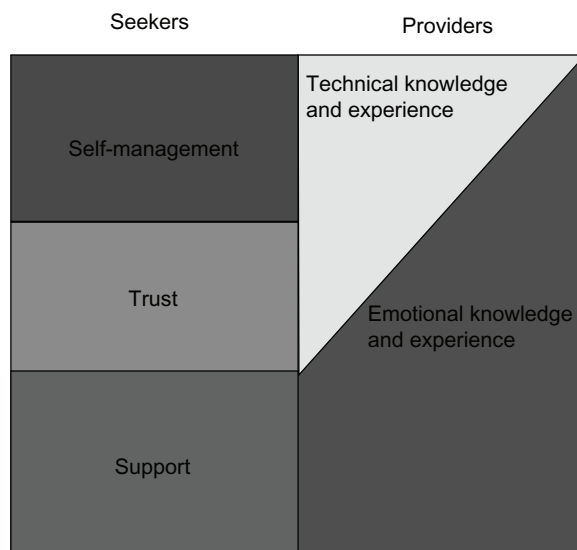 Seekers
Providers
Technical knowledge
and experience
Self-management
Trust
Emotional knowledge
and experience
Support